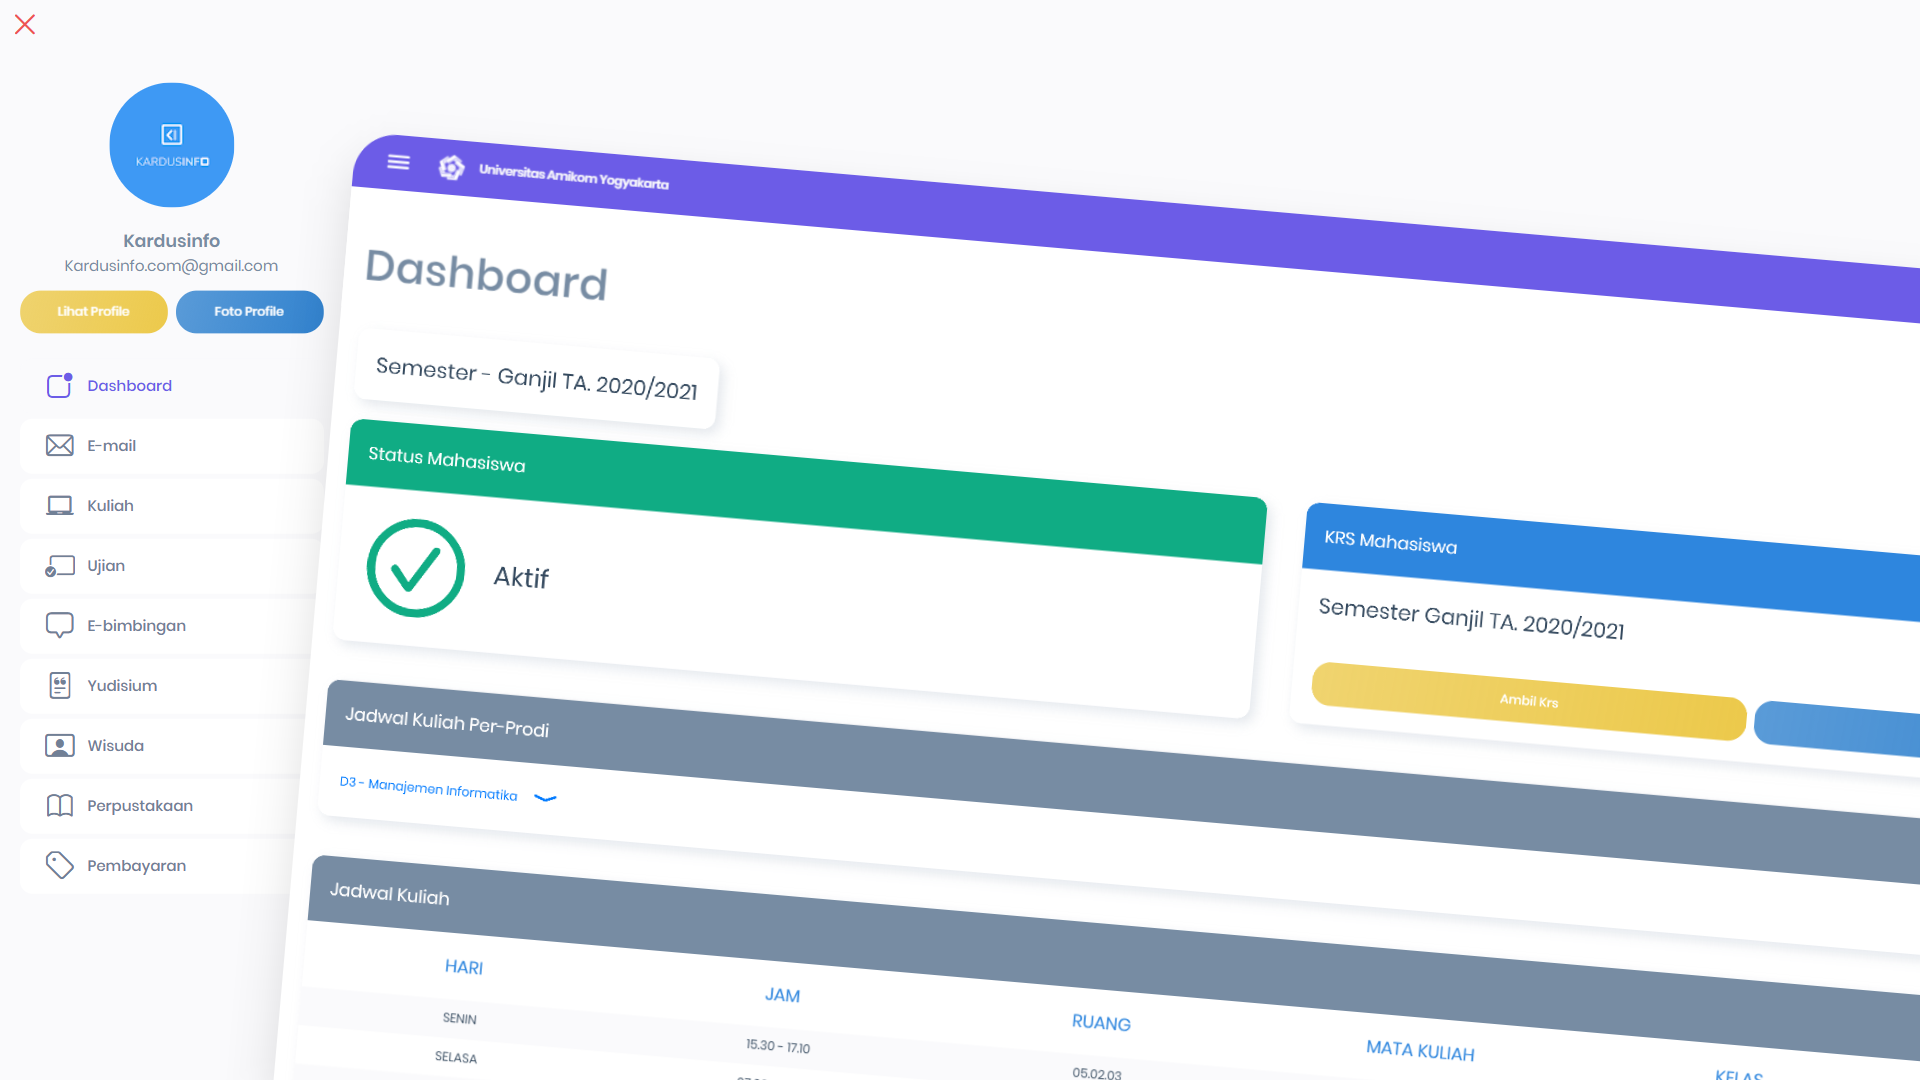 KARDUSINFO
Kardusinfo
Kardusinfo.com@gmail.com
Lihat Profile
Foto Profile
Dashboard
E-mail
Kuliah
Ujian
E-bimbingan
Yudisium
Wisuda
Perpustakaan
Pembayaran
Universitas Amikom Yogyakarta
Dashboard
Semester - Ganjil TA. 2020/2021
Status Mahasiswa
Aktif
KRS Mahasiswa
Semester Ganjil TA. 2020/2021
Ambil Krs
Jadwal Kuliah Per-Prodi
D3 - Manajemen Informatika
Jadwal Kuliah
HARI
JAM
RUANG
MATA KULIAH
KELAS
SENIN
15.30 - 17.10
05.02.03
SELASA